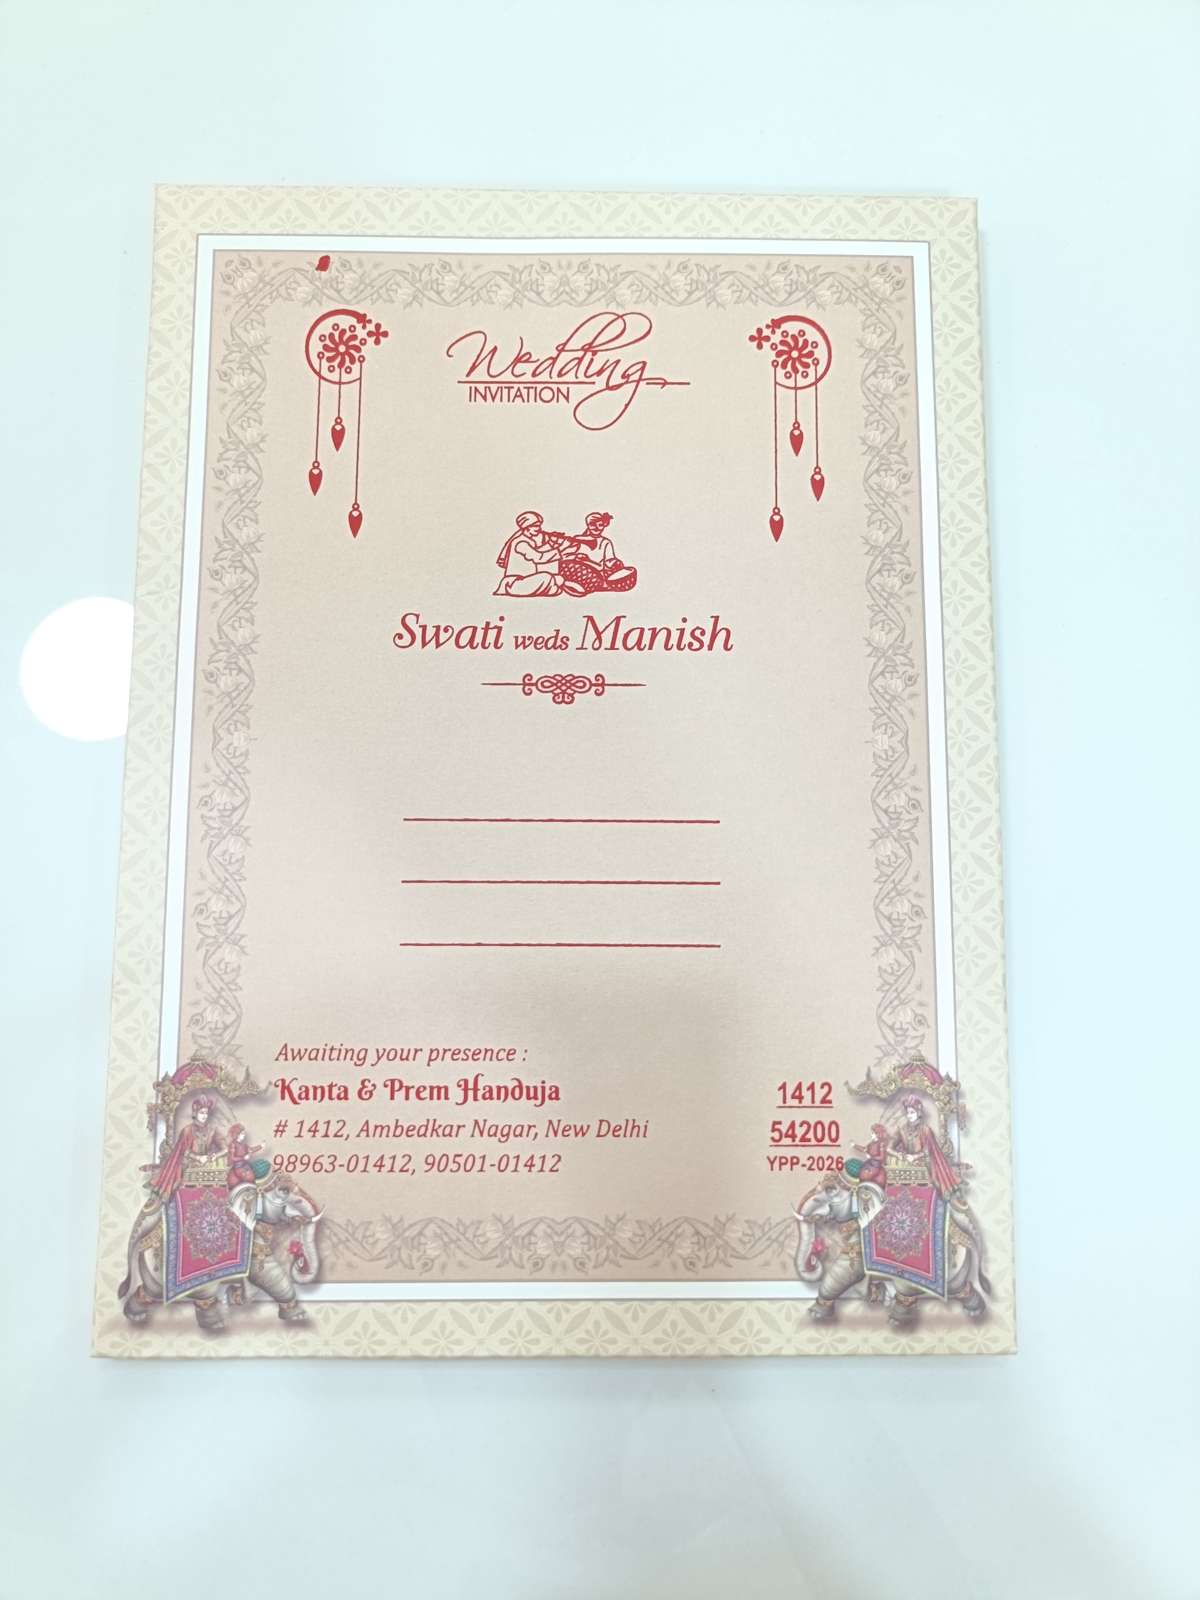 Wedding
INVITATION
Swati weds Manish
Awaiting your presence :
Kanta & Prem Handuja
# 1412, Ambedkar Nagar, New Delhi
98963-01412, 90501-01412
1412
54200
YPP-2026